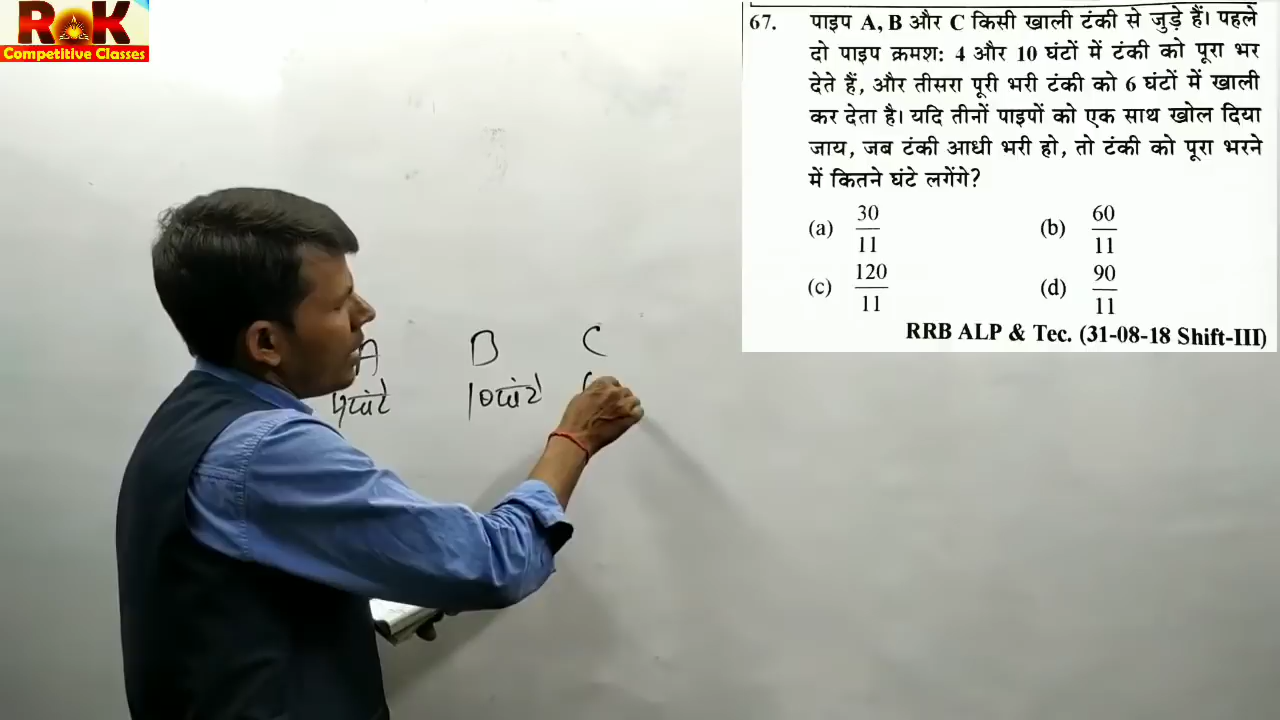 RK
Competitive Classes
67. पाइप A, B और C किसी खाली टंकी से जुड़े हैं। पहले
दो पाइप क्रमश: 4 और 10 घंटों में टंकी को पूरा भर
देते हैं, और तीसरा पूरी भरी टंकी को 6 घंटों में खाली
कर देता है। यदि तीनों पाइपों को एक साथ खोल दिया
जाय, जब टंकी आधी भरी हो, तो टंकी को पूरा भरने
में कितने घंटे लगेंगे?
(a) 30/11 (b) 60/11
(c) 120/11 (d) 90/11
RRB ALP & Tec. (31-08-18 Shift-III)
A B C
4घंटे 10घंटे 6